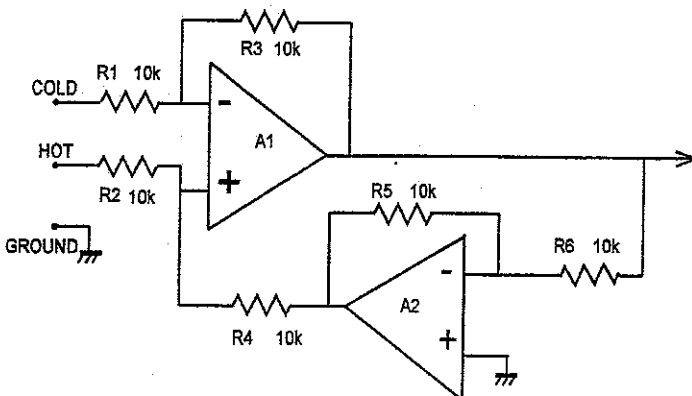 R3 10k
R1 10k
COLD
-
A1
HOT
+
R2 10k
R5 10k
GROUND
R6 10k
-
A2
R4 10k
+